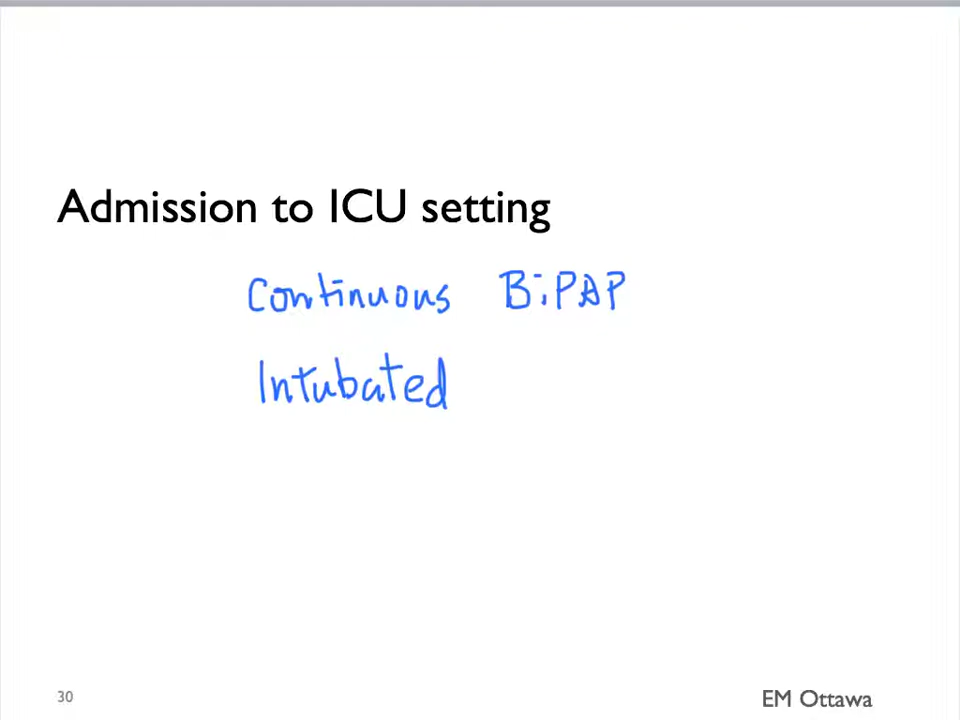 Admission to ICU setting
Continuous BiPAP
Intubated
30
EM Ottawa